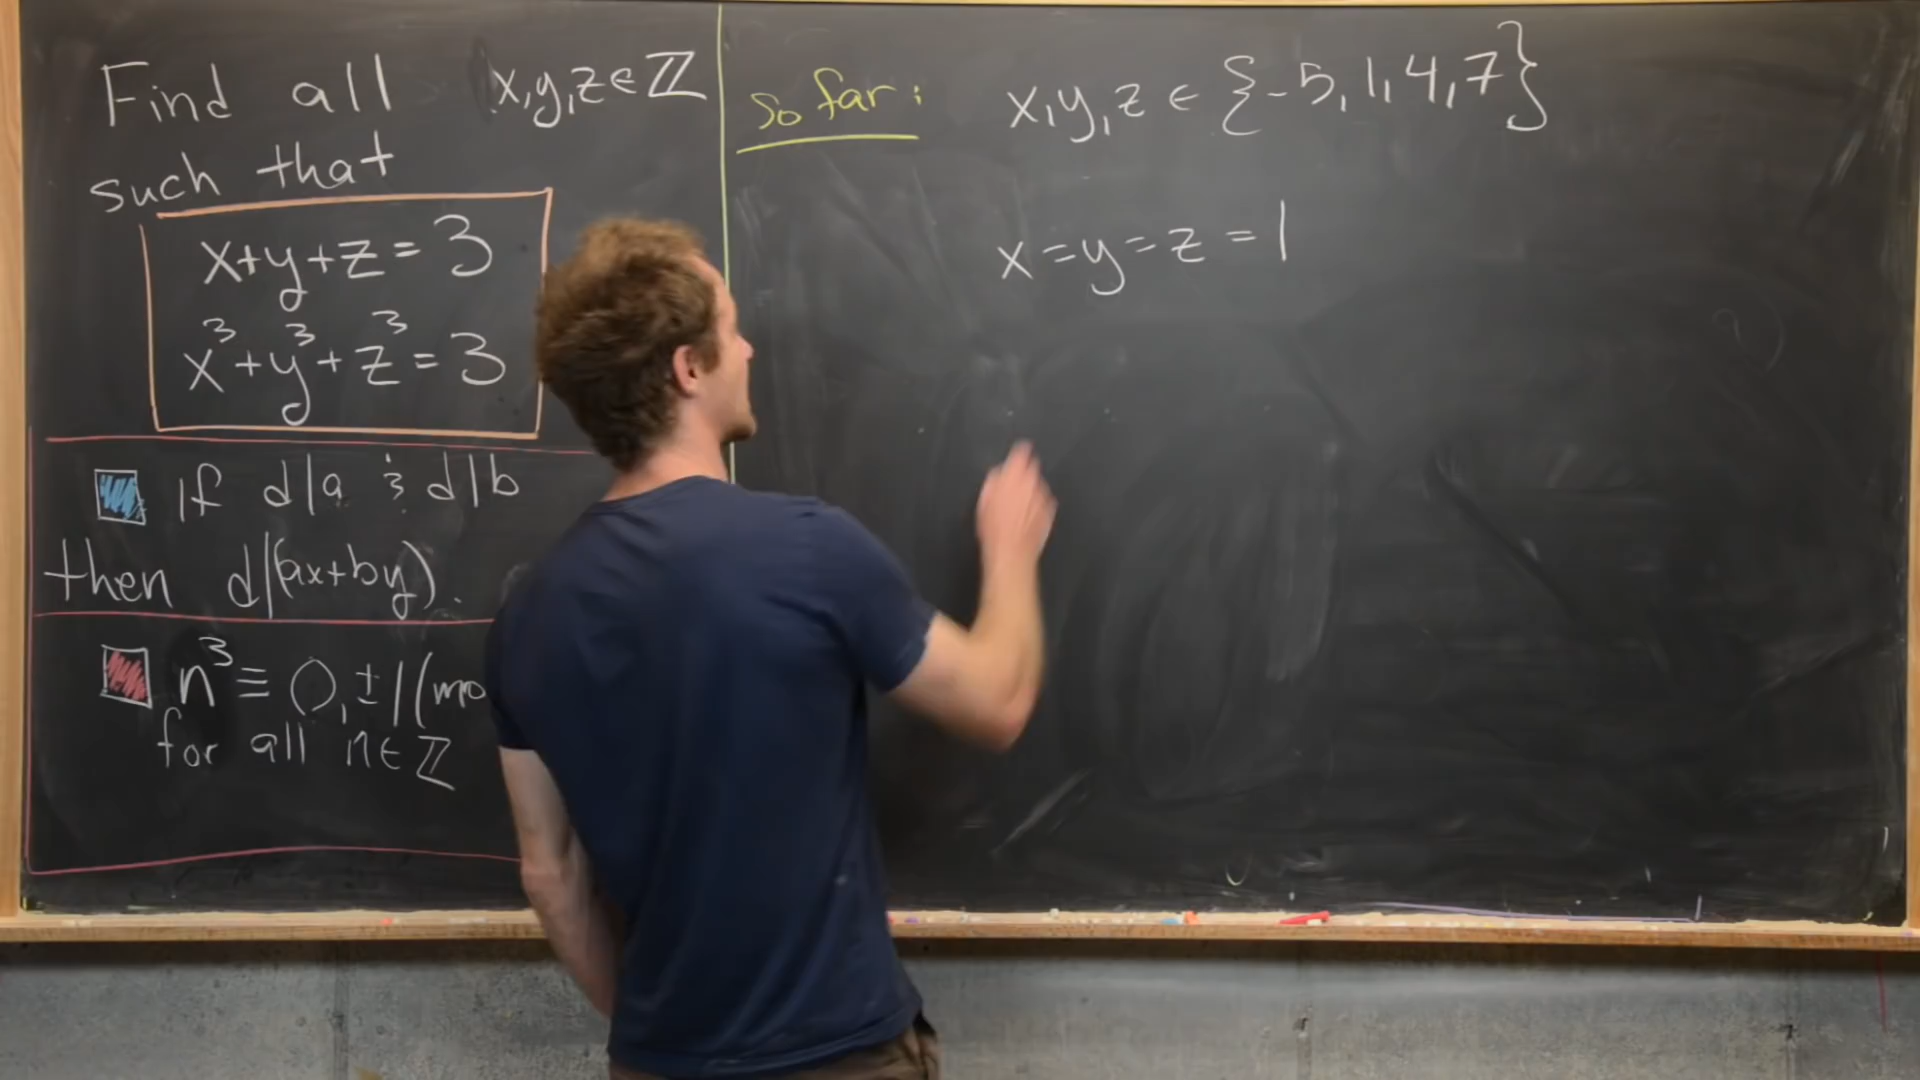 Find all x,y,z∈ℤ
such that
x+y+z=3
x³+y³+z³=3
If d|a & d|b
then d|(ax+by).
n³≡0,±1(mo
for all n∈ℤ
So far: x,y,z ∈ {-5,1,4,7}
x=y=z=1